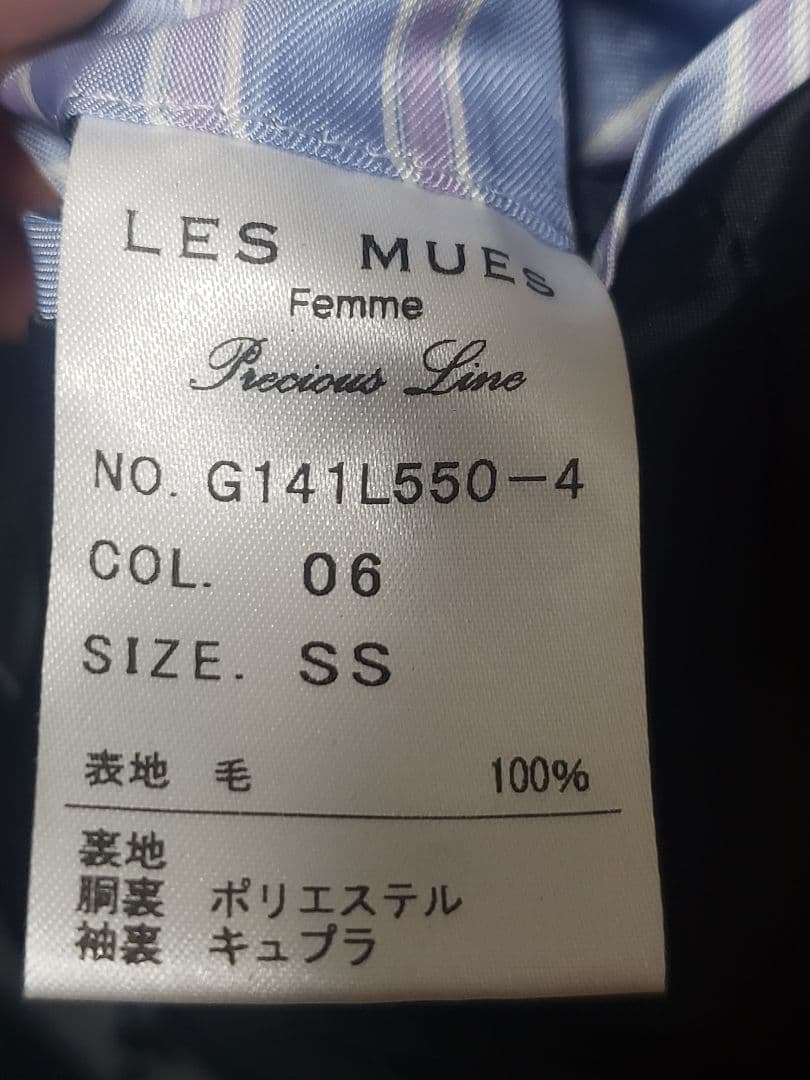 LES MUES
Femme
Precious Line
NO. G141L550-4
COL. 06
SIZE. SS
表地 毛 100%
裏地
胴裏 ポリエステル
袖裏 キュプラ